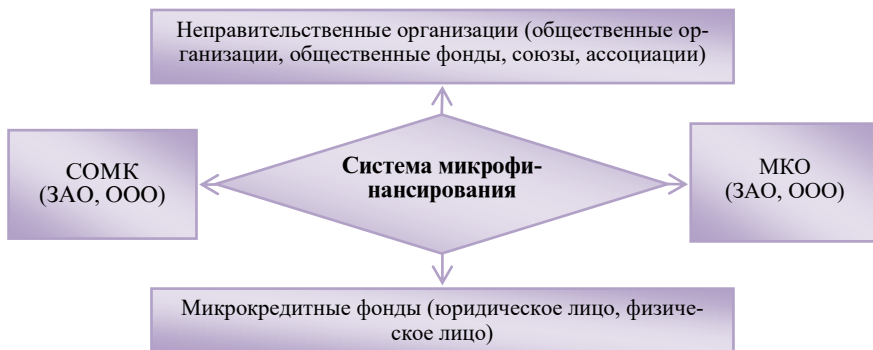 Неправительственные организации (общественные ор-
ганизации, общественные фонды, союзы, ассоциации)
СОМК
(ЗАО, ООО)
Система микрофи-
нансирования
МКО
(ЗАО, ООО)
Микрокредитные фонды (юридическое лицо, физиче-
ское лицо)